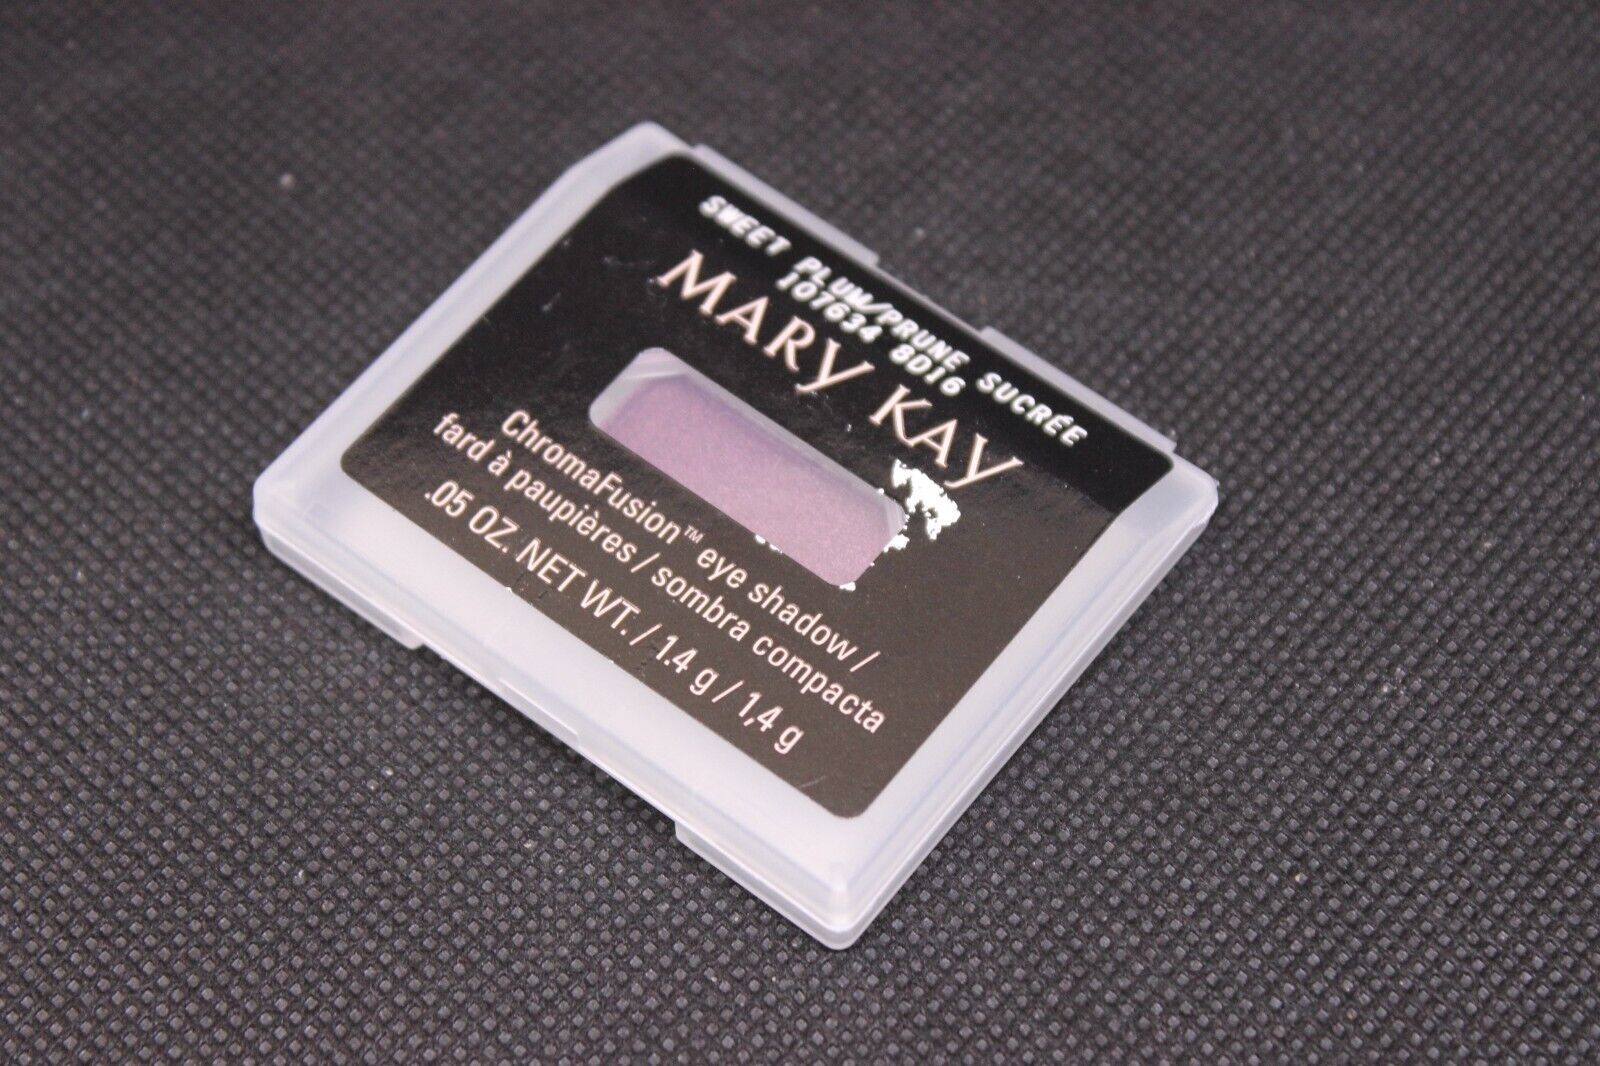 SWEET PLUM/PRUNE SUCRÉE
107634 8D16
MARY KAY
ChromaFusion™ eye shadow /
fard à paupières / sombra compacta
.05 OZ. NET WT. / 1.4 g / 1,4 g